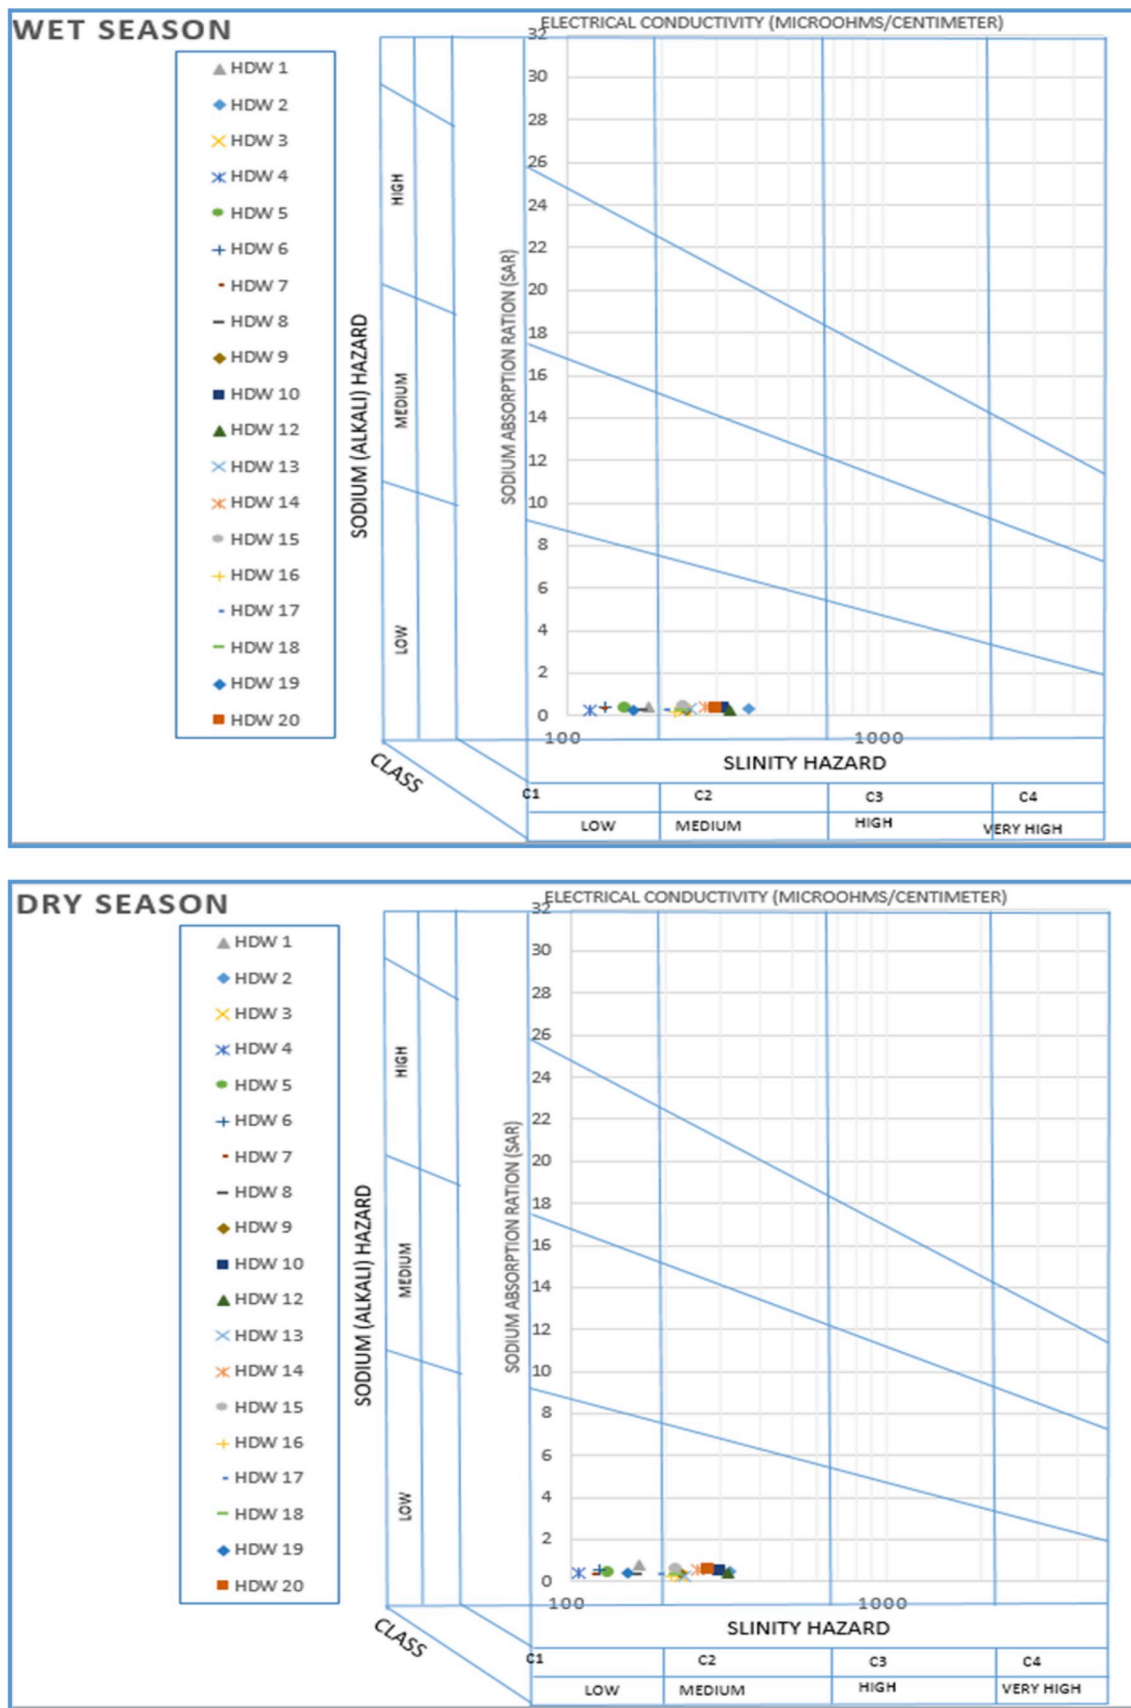 WET SEASON
ELECTRICAL CONDUCTIVITY (MICROOHMS/CENTIMETER)
HDW 1
HDW 2
HDW 3
HDW 4
HDW 5
HDW 6
HDW 7
HDW 8
HDW 9
HDW 10
HDW 12
HDW 13
HDW 14
HDW 15
HDW 16
HDW 17
HDW 18
HDW 19
HDW 20
SODIUM (ALKALI) HAZARD
HIGH
MEDIUM
LOW
CLASS
SODIUM ABSORPTION RATION (SAR)
32
30
28
26
24
22
20
18
16
14
12
10
8
6
4
2
0
100 1000
SLINITY HAZARD
C1 C2 C3 C4
LOW MEDIUM HIGH VERY HIGH
DRY SEASON
ELECTRICAL CONDUCTIVITY (MICROOHMS/CENTIMETER)
HDW 1
HDW 2
HDW 3
HDW 4
HDW 5
HDW 6
HDW 7
HDW 8
HDW 9
HDW 10
HDW 12
HDW 13
HDW 14
HDW 15
HDW 16
HDW 17
HDW 18
HDW 19
HDW 20
SODIUM (ALKALI) HAZARD
HIGH
MEDIUM
LOW
CLASS
SODIUM ABSORPTION RATION (SAR)
32
30
28
26
24
22
20
18
16
14
12
10
8
6
4
2
0
100 1000
SLINITY HAZARD
C1 C2 C3 C4
LOW MEDIUM HIGH VERY HIGH